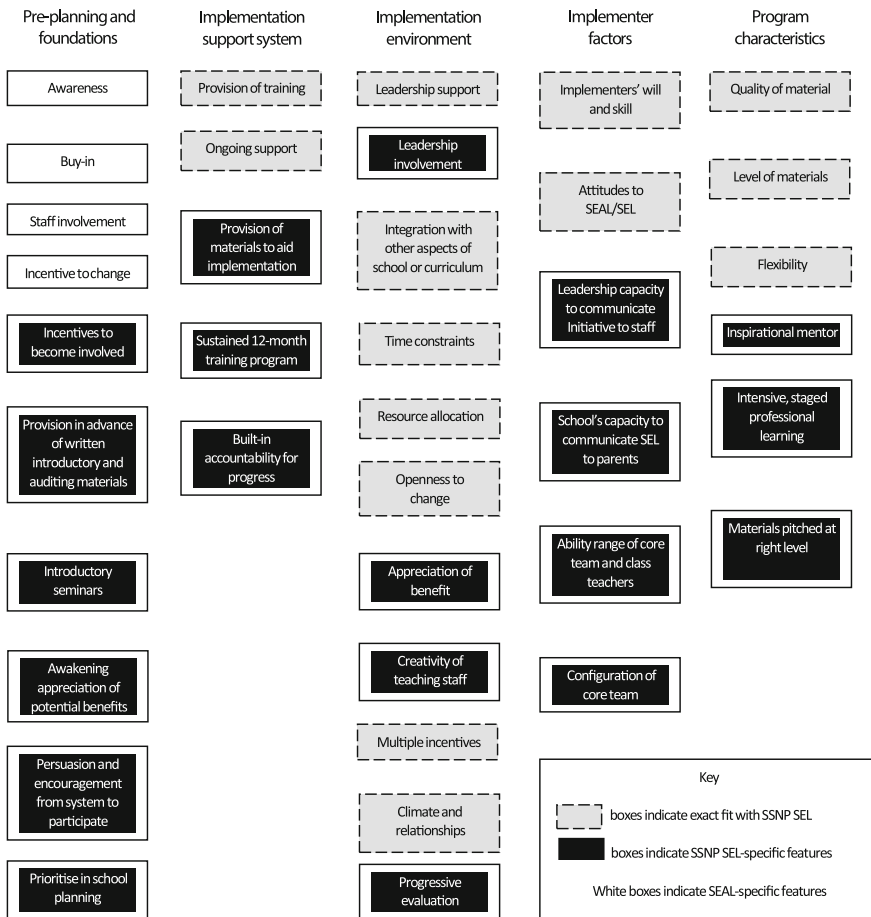 Pre-planning and
foundations
Awareness
Buy-in
Staff involvement
Incentive to change
Incentives to
become involved
Provision in advance
of written
introductory and
auditing materials
Introductory
seminars
Awakening
appreciation of
potential benefits
Persuasion and
encouragement
from system to
participate
Prioritise in school
planning
Implementation
support system
Provision of training
Ongoing support
Provision of
materials to aid
implementation
Sustained 12-month
training program
Built-in
accountability for
progress
Implementation
environment
Leadership support
Leadership
involvement
Integration with
other aspects of
school or curriculum
Time constraints
Resource allocation
Openness to
change
Appreciation of
benefit
Creativity of
teaching staff
Multiple incentives
Climate and
relationships
Progressive
evaluation
Implementer
factors
Implementers' will
and skill
Attitudes to
SEAL/SEL
Leadership capacity
to communicate
Initiative to staff
School's capacity to
communicate SEL
to parents
Ability range of core
team and class
teachers
Configuration of
core team
Program
characteristics
Quality of material
Level of materials
Flexibility
Inspirational mentor
Intensive, staged
professional
learning
Materials pitched at
right level
Key
boxes indicate exact fit with SSNP SEL
boxes indicate SSNP SEL-specific features
White boxes indicate SEAL-specific features